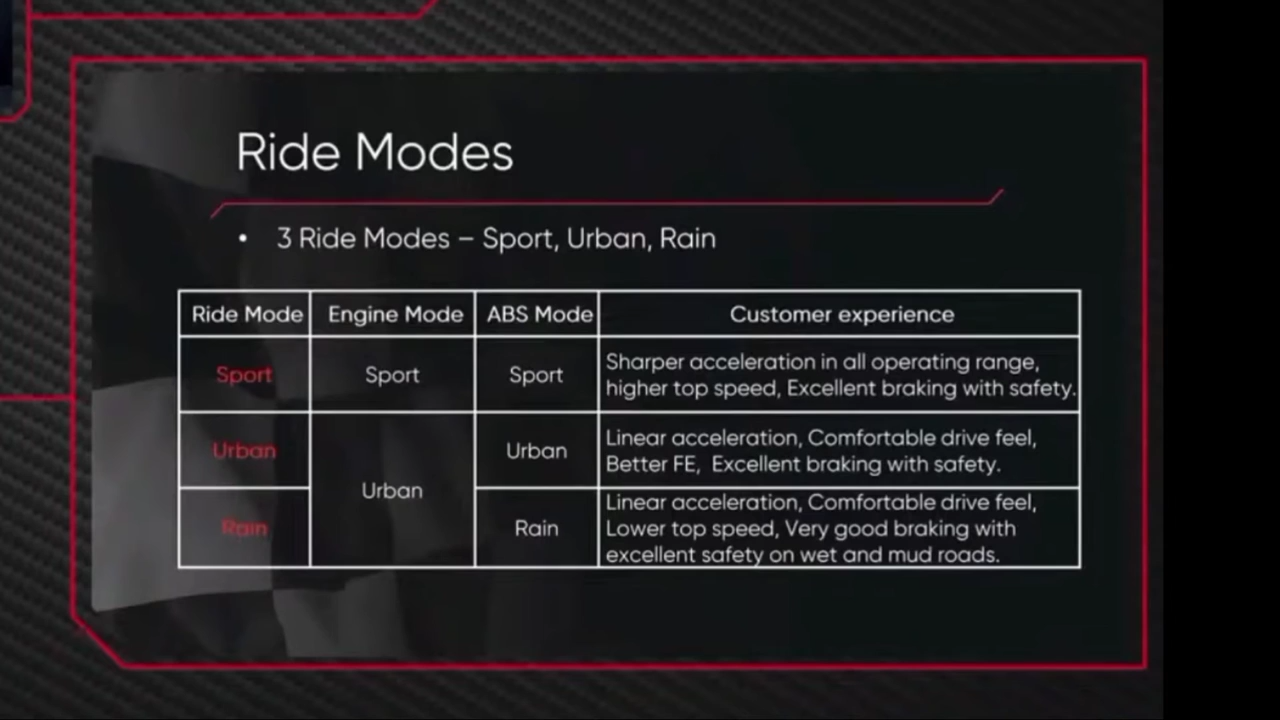 Ride Modes
• 3 Ride Modes – Sport, Urban, Rain
Ride Mode Engine Mode ABS Mode Customer experience
Sport Sport Sport Sharper acceleration in all operating range,
higher top speed, Excellent braking with safety.
Urban Urban Urban Linear acceleration, Comfortable drive feel,
Better FE, Excellent braking with safety.
Rain Rain Linear acceleration, Comfortable drive feel,
Lower top speed, Very good braking with
excellent safety on wet and mud roads.